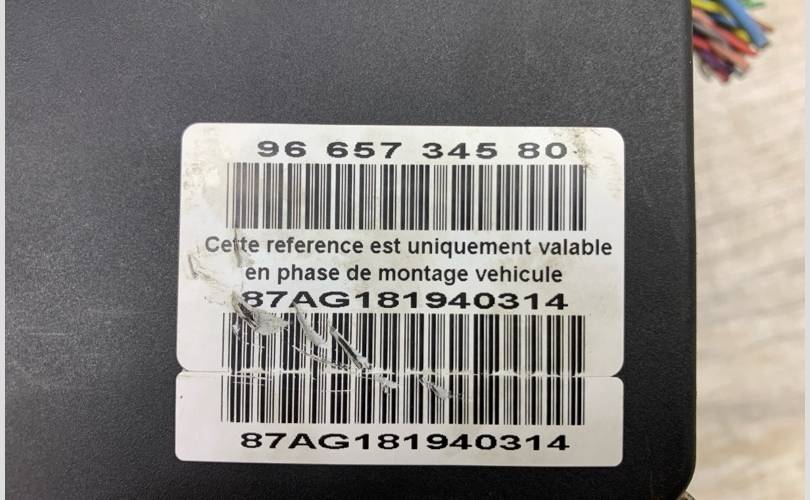 96 657 345 80
Cette reference est uniquement valable
en phase de montage vehicule
87AG181940314
87AG181940314